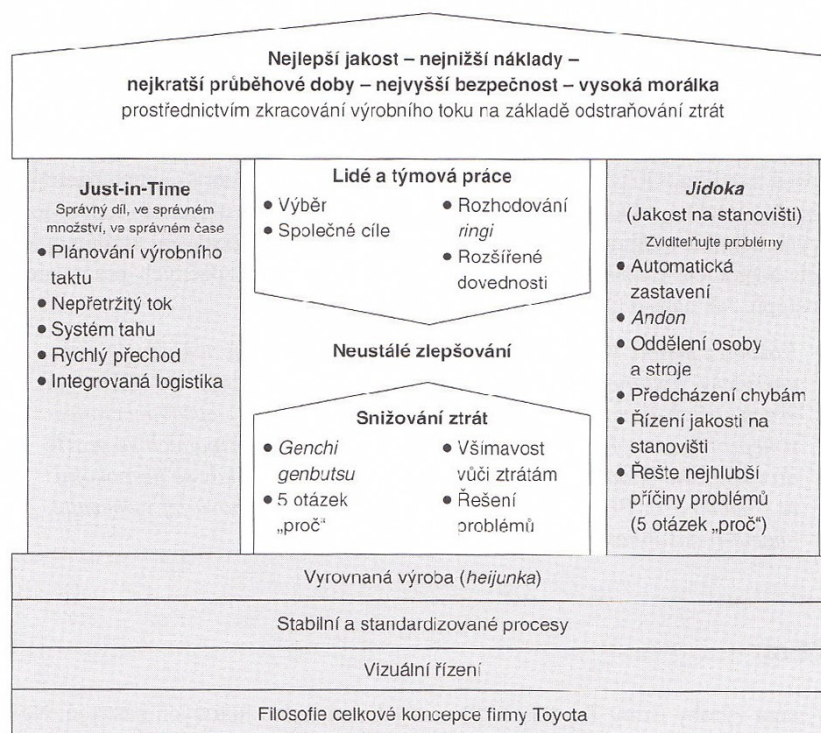 Nejlepší jakost – nejnižší náklady –
nejkratší průběhové doby – nejvyšší bezpečnost – vysoká morálka
prostřednictvím zkracování výrobního toku na základě odstraňování ztrát
Just-in-Time
Správný díl, ve správném
množství, ve správném čase
• Plánování výrobního
taktu
• Nepřetržitý tok
• Systém tahu
• Rychlý přechod
• Integrovaná logistika
Lidé a týmová práce
• Výběr
• Společné cíle
• Rozhodování
ringi
• Rozšířené
dovednosti
Neustálé zlepšování
Snižování ztrát
• Genchi
genbutsu
• 5 otázek
„proč“
• Všímavost
vůči ztrátám
• Řešení
problémů
Jidoka
(Jakost na stanovišti)
Zviditelňujte problémy
• Automatická
zastavení
• Andon
• Oddělení osoby
a stroje
• Předcházení chybám
• Řízení jakosti na
stanovišti
• Řešte nejhlubší
příčiny problémů
(5 otázek „proč“)
Vyrovnaná výroba (heijunka)
Stabilní a standardizované procesy
Vizuální řízení
Filosofie celkové koncepce firmy Toyota